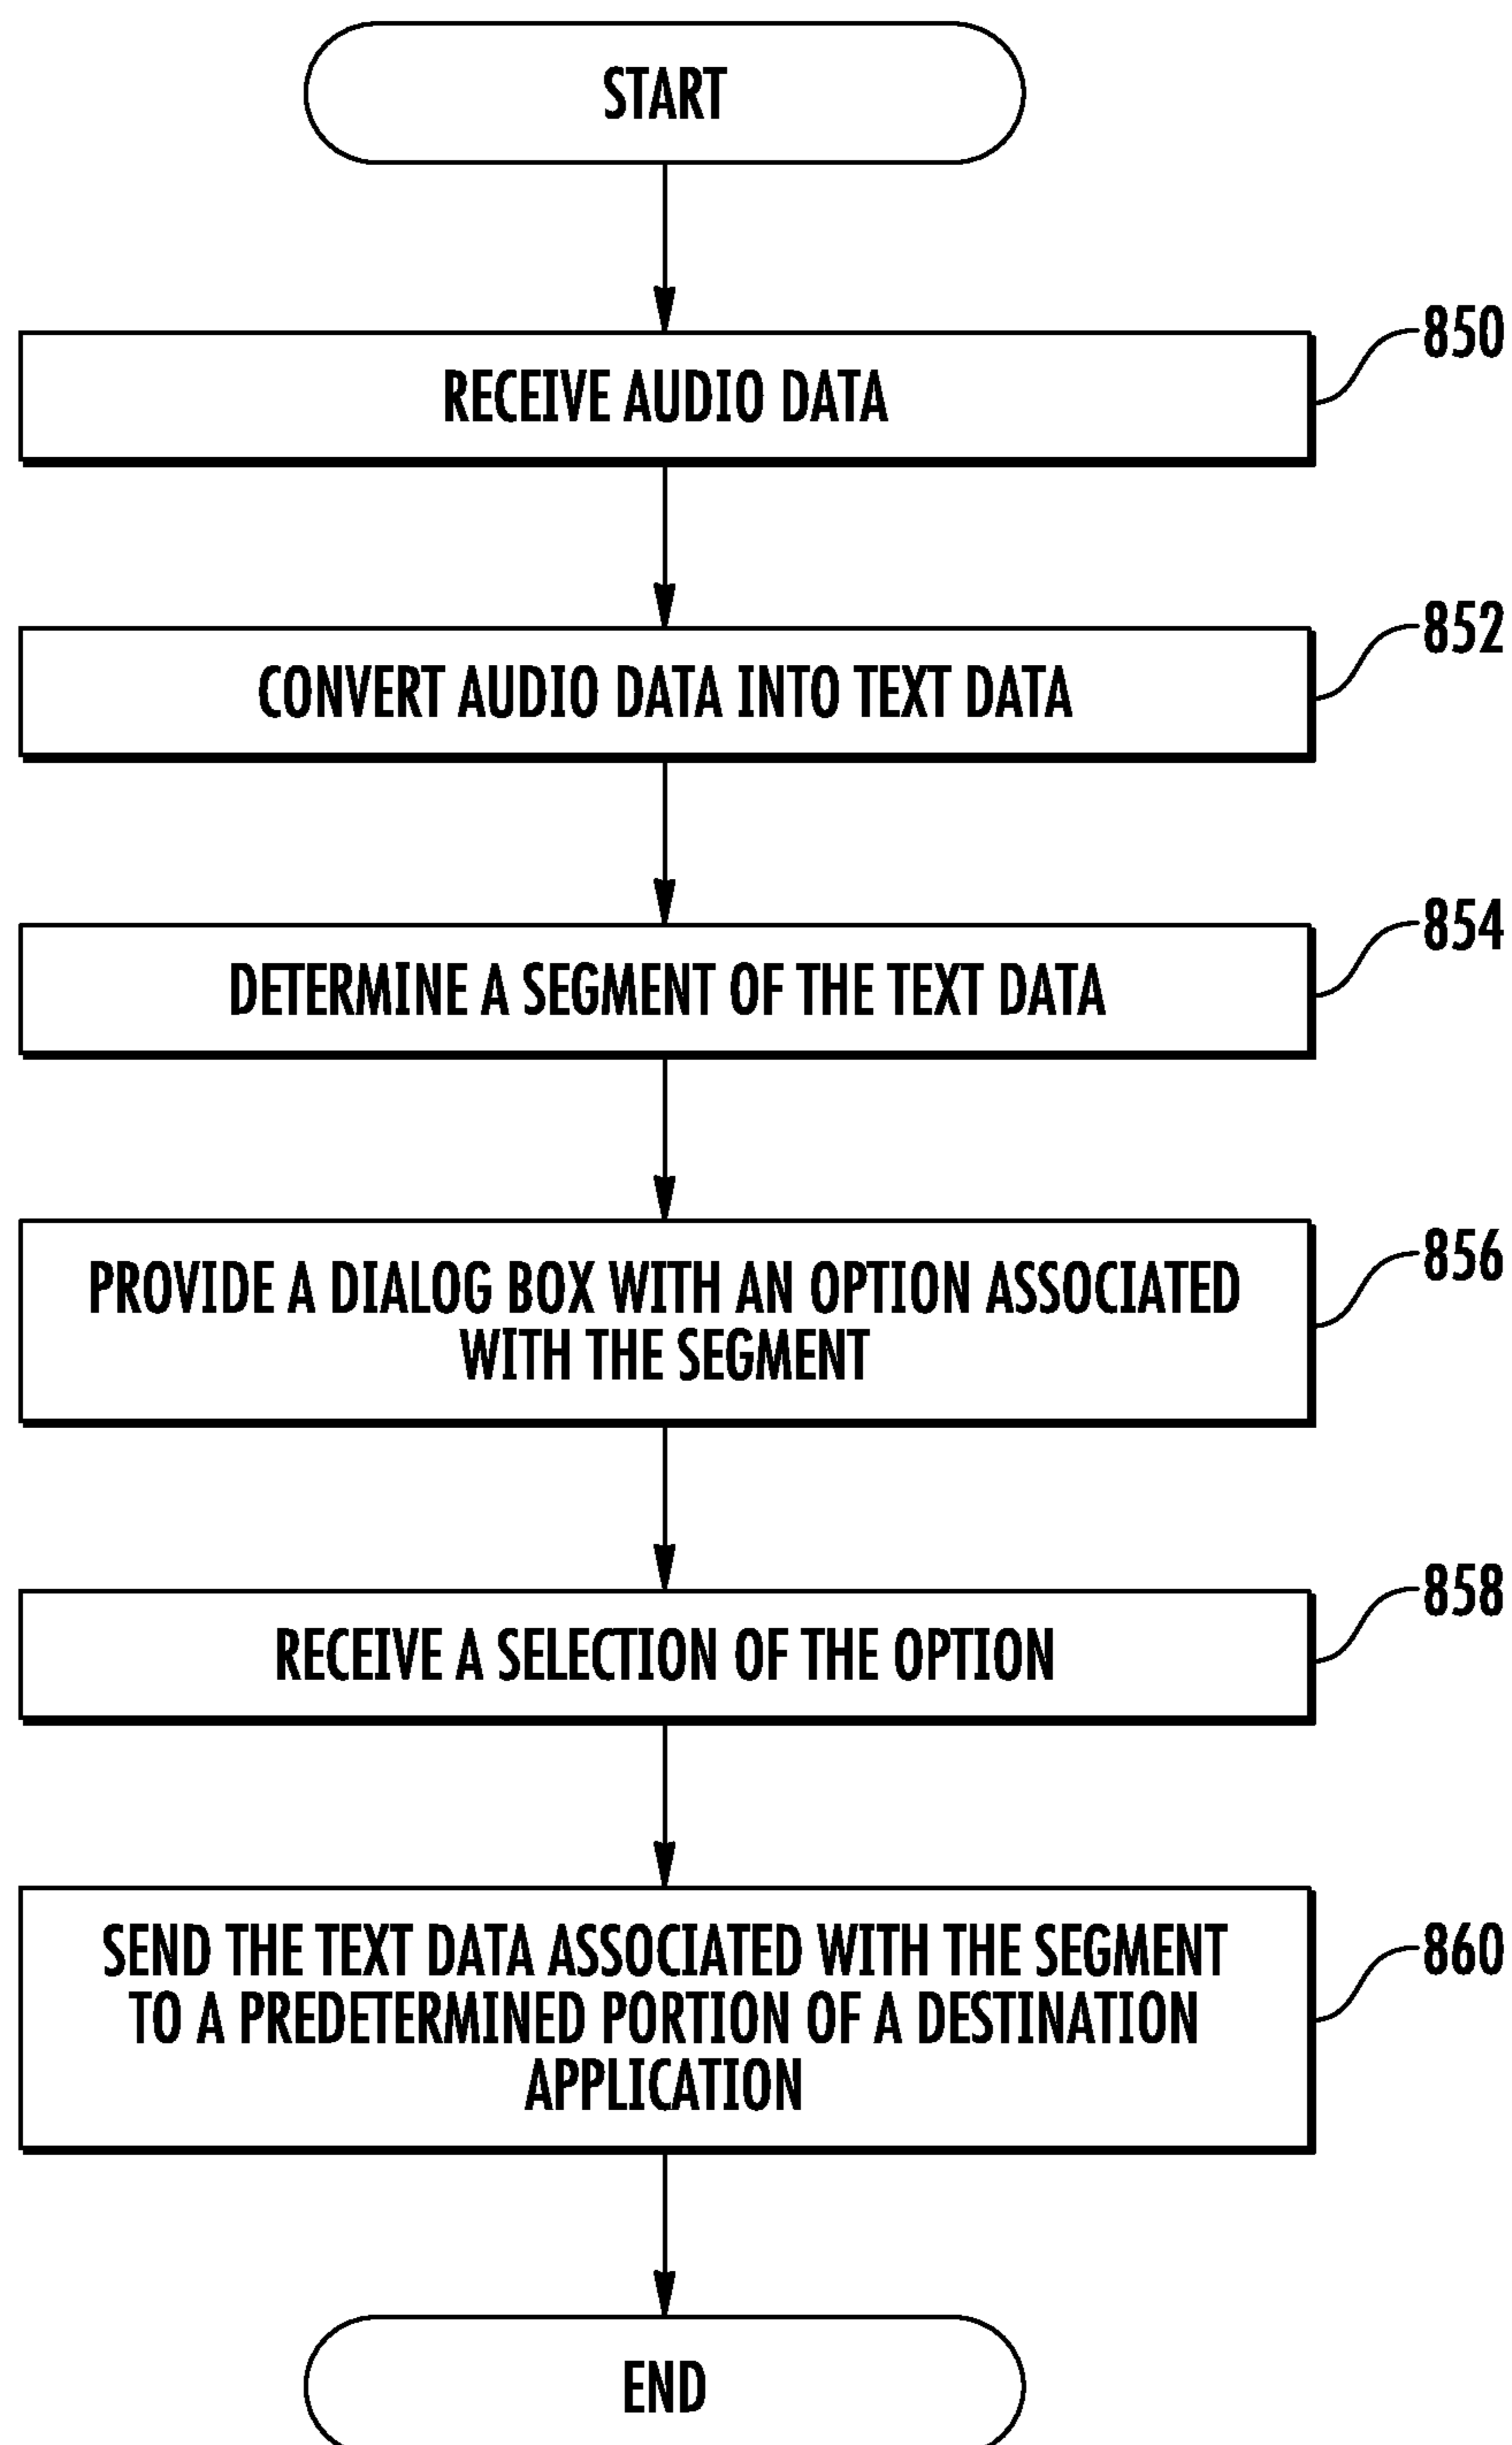 START
850
RECEIVE AUDIO DATA
852
CONVERT AUDIO DATA INTO TEXT DATA
854
DETERMINE A SEGMENT OF THE TEXT DATA
856
PROVIDE A DIALOG BOX WITH AN OPTION ASSOCIATED
WITH THE SEGMENT
858
RECEIVE A SELECTION OF THE OPTION
860
SEND THE TEXT DATA ASSOCIATED WITH THE SEGMENT
TO A PREDETERMINED PORTION OF A DESTINATION
APPLICATION
END